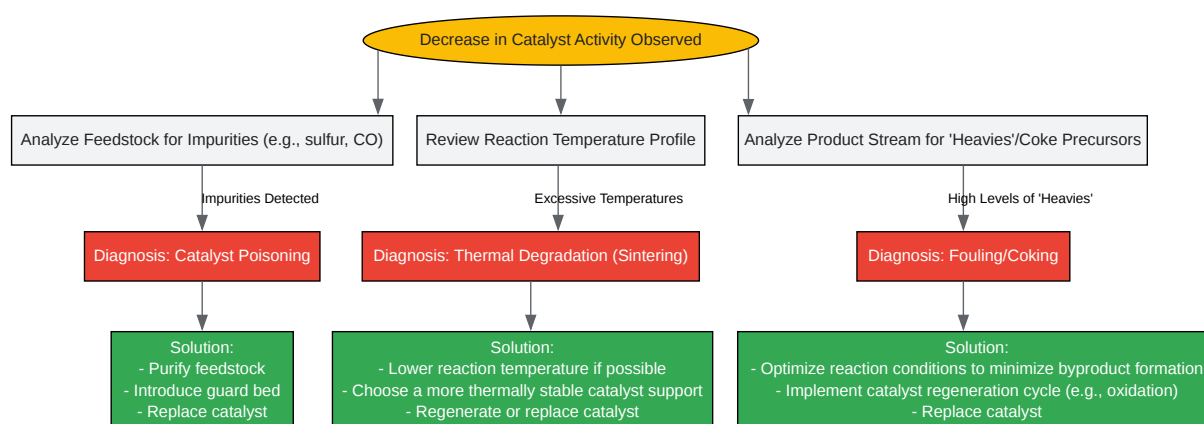 Decrease in Catalyst Activity Observed
Analyze Feedstock for Impurities (e.g., sulfur, CO)
Review Reaction Temperature Profile
Analyze Product Stream for 'Heavies'/Coke Precursors
Impurities Detected
Excessive Temperatures
High Levels of 'Heavies'
Diagnosis: Catalyst Poisoning
Diagnosis: Thermal Degradation (Sintering)
Diagnosis: Fouling/Coking
Solution:
- Purify feedstock
- Introduce guard bed
- Replace catalyst
Solution:
- Lower reaction temperature if possible
- Choose a more thermally stable catalyst support
- Regenerate or replace catalyst
Solution:
- Optimize reaction conditions to minimize byproduct formation
- Implement catalyst regeneration cycle (e.g., oxidation)
- Replace catalyst